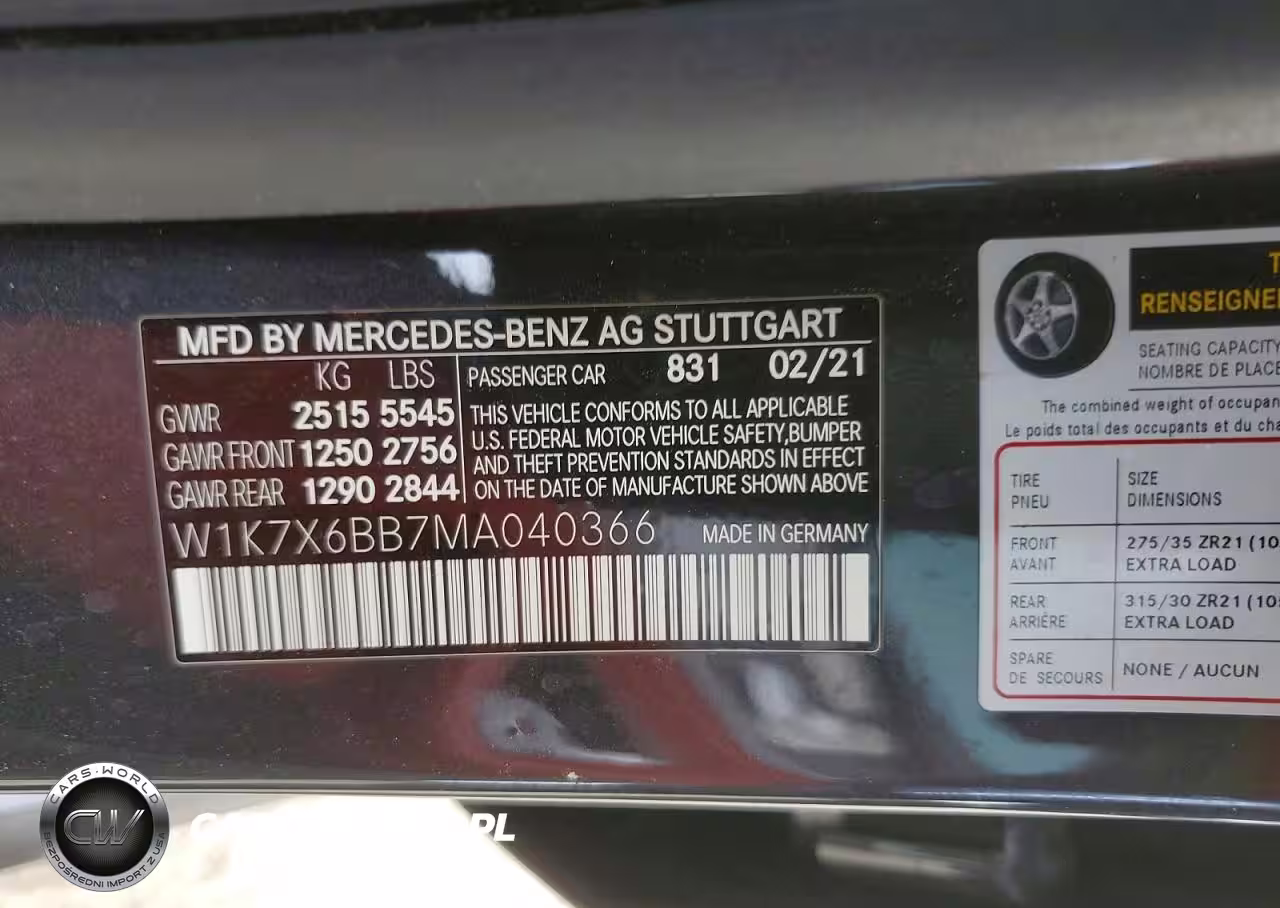 MFD BY MERCEDES-BENZ AG STUTTGART
KG LBS
GVWR 2515 5545
GAWR FRONT 1250 2756
GAWR REAR 1290 2844
PASSENGER CAR 831 02/21
THIS VEHICLE CONFORMS TO ALL APPLICABLE
U.S. FEDERAL MOTOR VEHICLE SAFETY,BUMPER
AND THEFT PREVENTION STANDARDS IN EFFECT
ON THE DATE OF MANUFACTURE SHOWN ABOVE
W1K7X6BB7MA040366 MADE IN GERMANY
SEATING CAPACITY
NOMBRE DE PLACE
The combined weight of
Le poids total des occupants et du
TIRE SIZE
PNEU DIMENSIONS
FRONT 275/35 ZR21
AVANT EXTRA LOAD
REAR 315/30 ZR21
ARRIÈRE EXTRA LOAD
SPARE NONE / AUCUN
DE SECOURS
CARS-WORLD
CW
BEZPOŚREDNI IMPORT Z USA